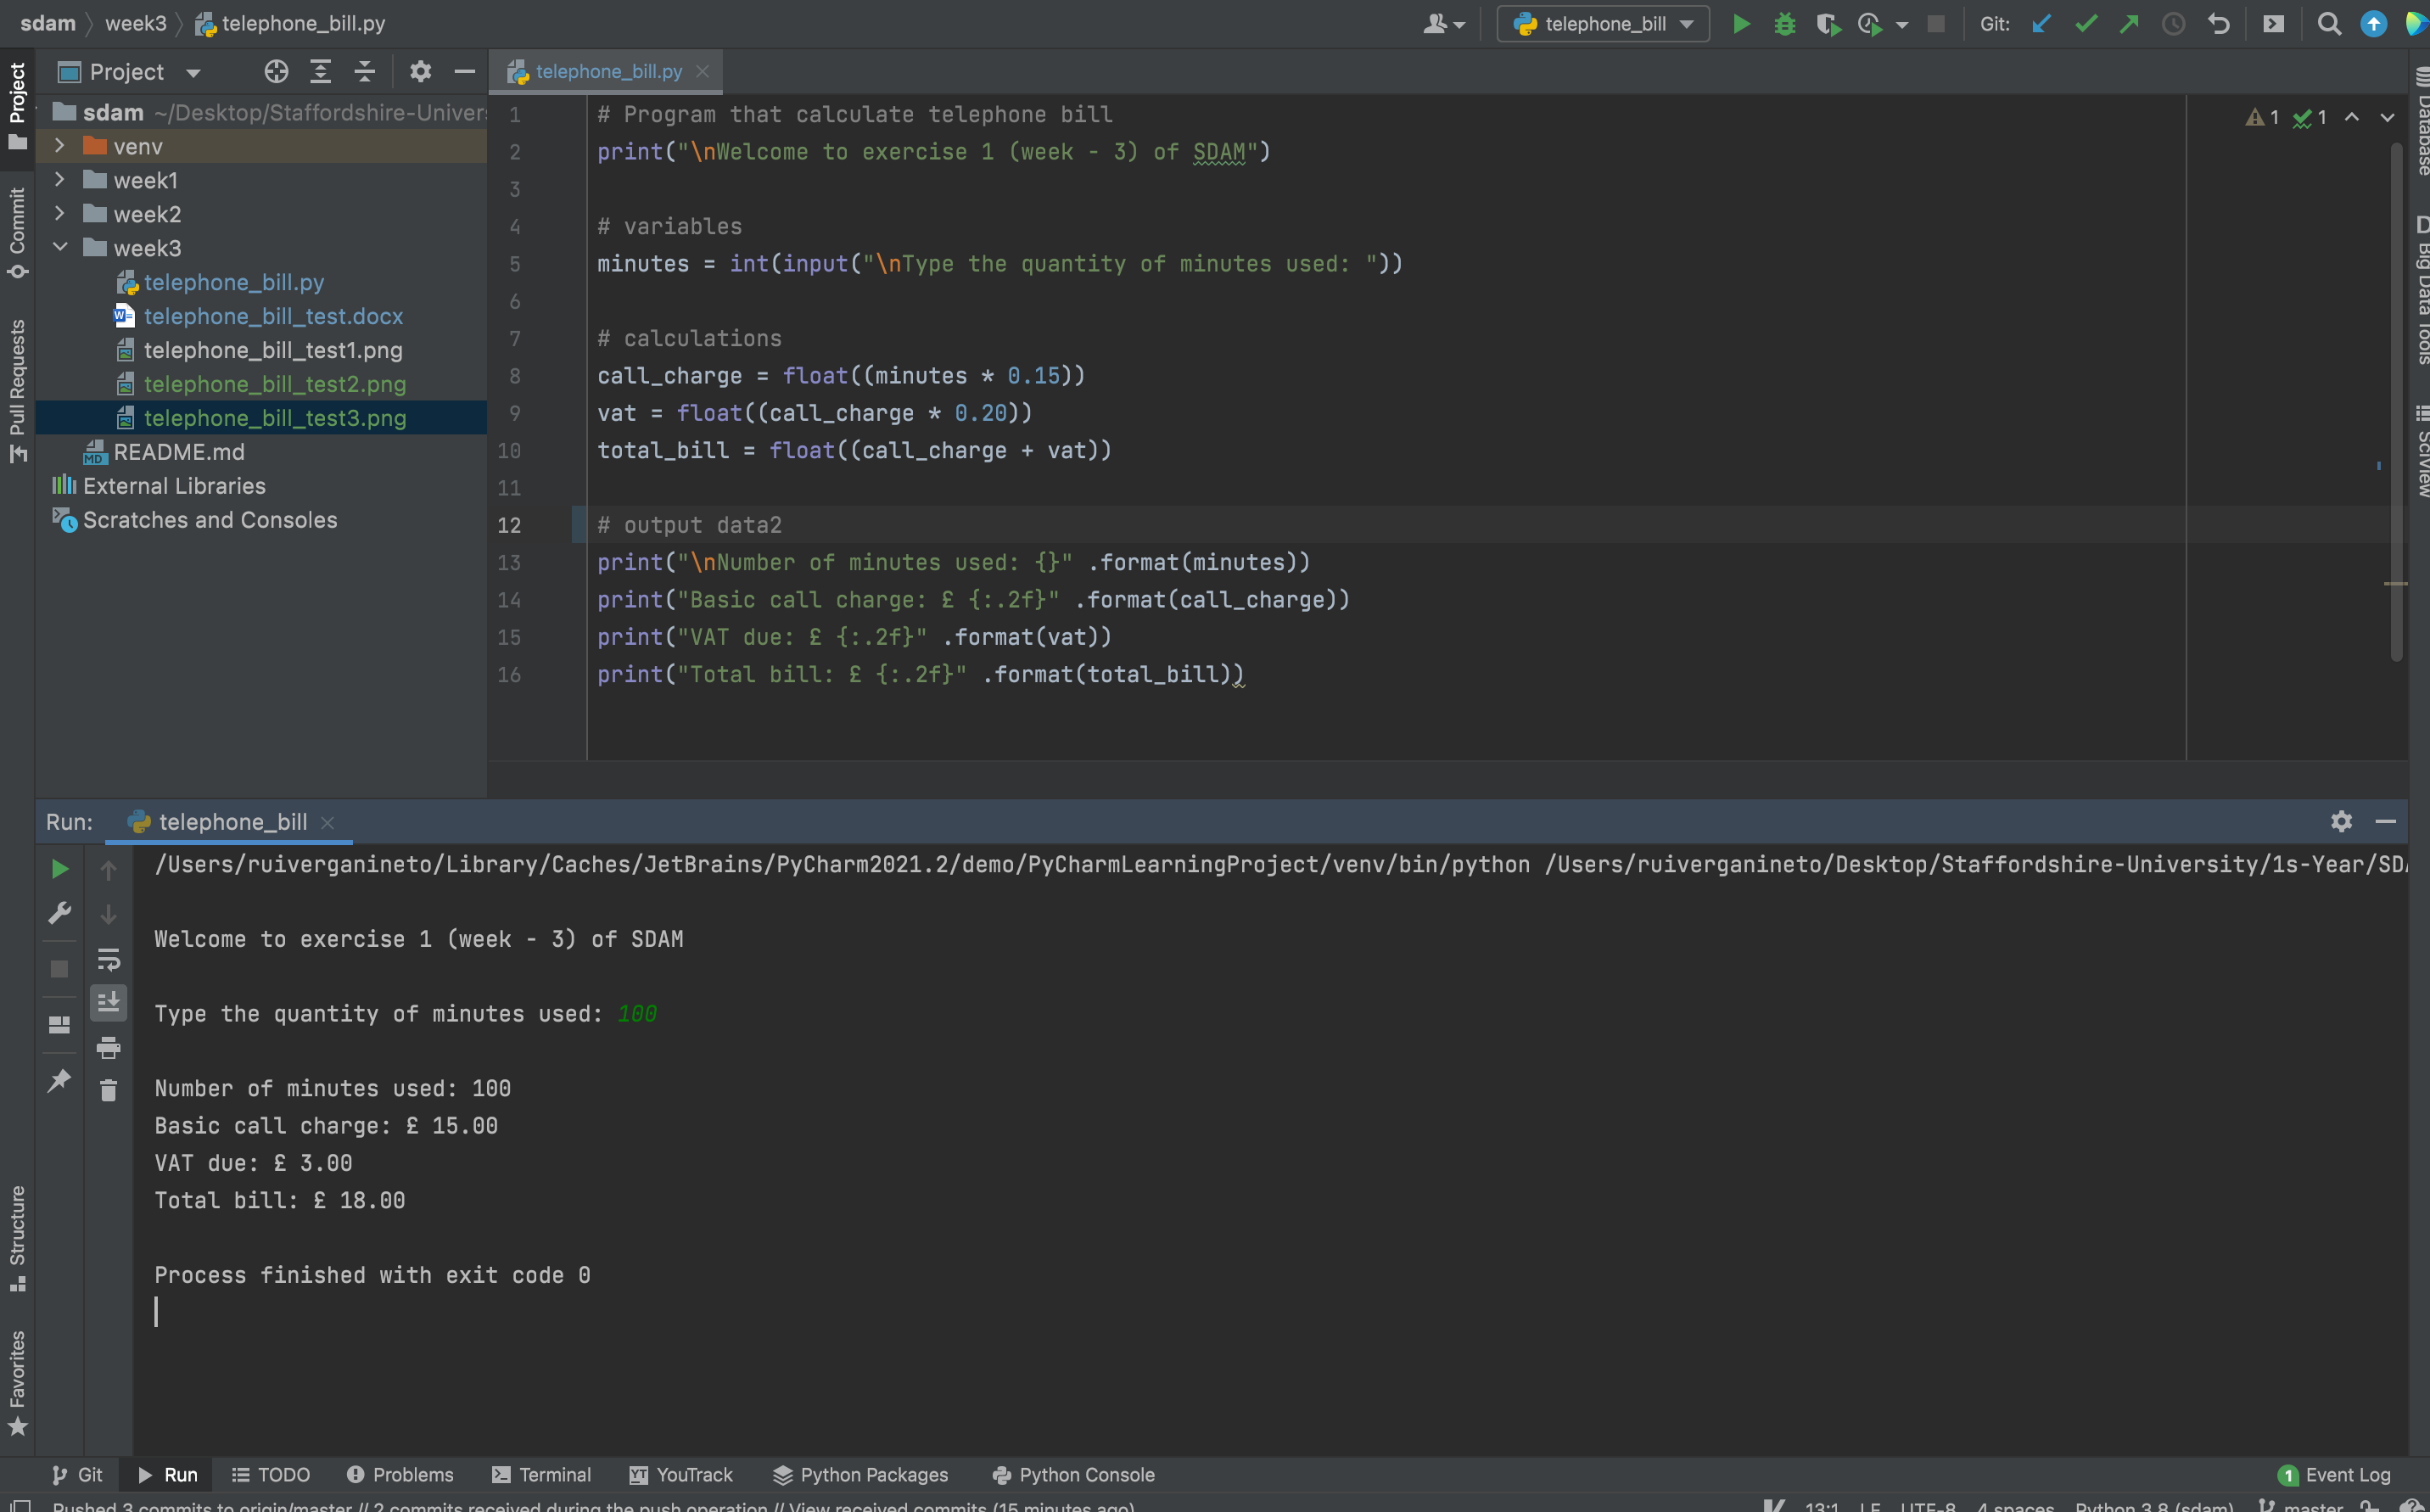 sdam week3 telephone_bill.py
telephone_bill
Git:
Project
telephone_bill.py
sdam ~/Desktop/Staffordshire-Univer
venv
week1
week2
week3
telephone_bill.py
telephone_bill_test.docx
telephone_bill_test1.png
telephone_bill_test2.png
telephone_bill_test3.png
README.md
External Libraries
Scratches and Consoles
Project
Commit
Pull Requests
Structure
Favorites
1 # Program that calculate telephone bill
2 print("\nWelcome to exercise 1 (week - 3) of SDAM")
3
4 # variables
5 minutes = int(input("\nType the quantity of minutes used: "))
6
7 # calculations
8 call_charge = float((minutes * 0.15))
9 vat = float((call_charge * 0.20))
10 total_bill = float((call_charge + vat))
11
12 # output data2
13 print("\nNumber of minutes used: {}" .format(minutes))
14 print("Basic call charge: £ {:.2f}" .format(call_charge))
15 print("VAT due: £ {:.2f}" .format(vat))
16 print("Total bill: £ {:.2f}" .format(total_bill))
1 1
Database
D Big Data Tools
SciView
Run: telephone_bill
/Users/ruiverganineto/Library/Caches/JetBrains/PyCharm2021.2/demo/PyCharmLearningProject/venv/bin/python /Users/ruiverganineto/Desktop/Staffordshire-University/1s-Year/SD
Welcome to exercise 1 (week - 3) of SDAM
Type the quantity of minutes used: 100
Number of minutes used: 100
Basic call charge: £ 15.00
VAT due: £ 3.00
Total bill: £ 18.00
Process finished with exit code 0
Git Run TODO Problems Terminal YouTrack Python Packages Python Console 1 Event Log
Pushed 3 commits to origin/master // 2 commits received during the push operation // View received commits (15 minutes ago) 13:1 LF UTF-8 4 spaces Python 3.8 (sdam) master